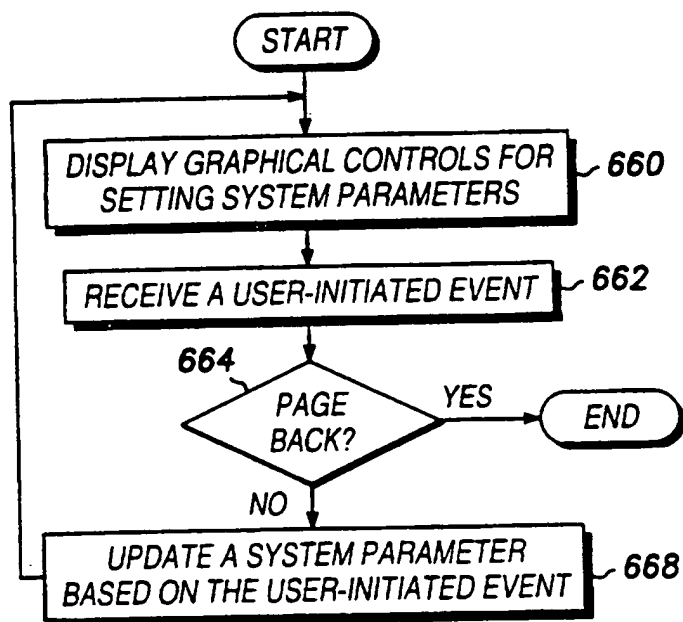 START
DISPLAY GRAPHICAL CONTROLS FOR
SETTING SYSTEM PARAMETERS
660
RECEIVE A USER-INITIATED EVENT
662
664
PAGE
BACK?
YES
END
NO
UPDATE A SYSTEM PARAMETER
BASED ON THE USER-INITIATED EVENT
668